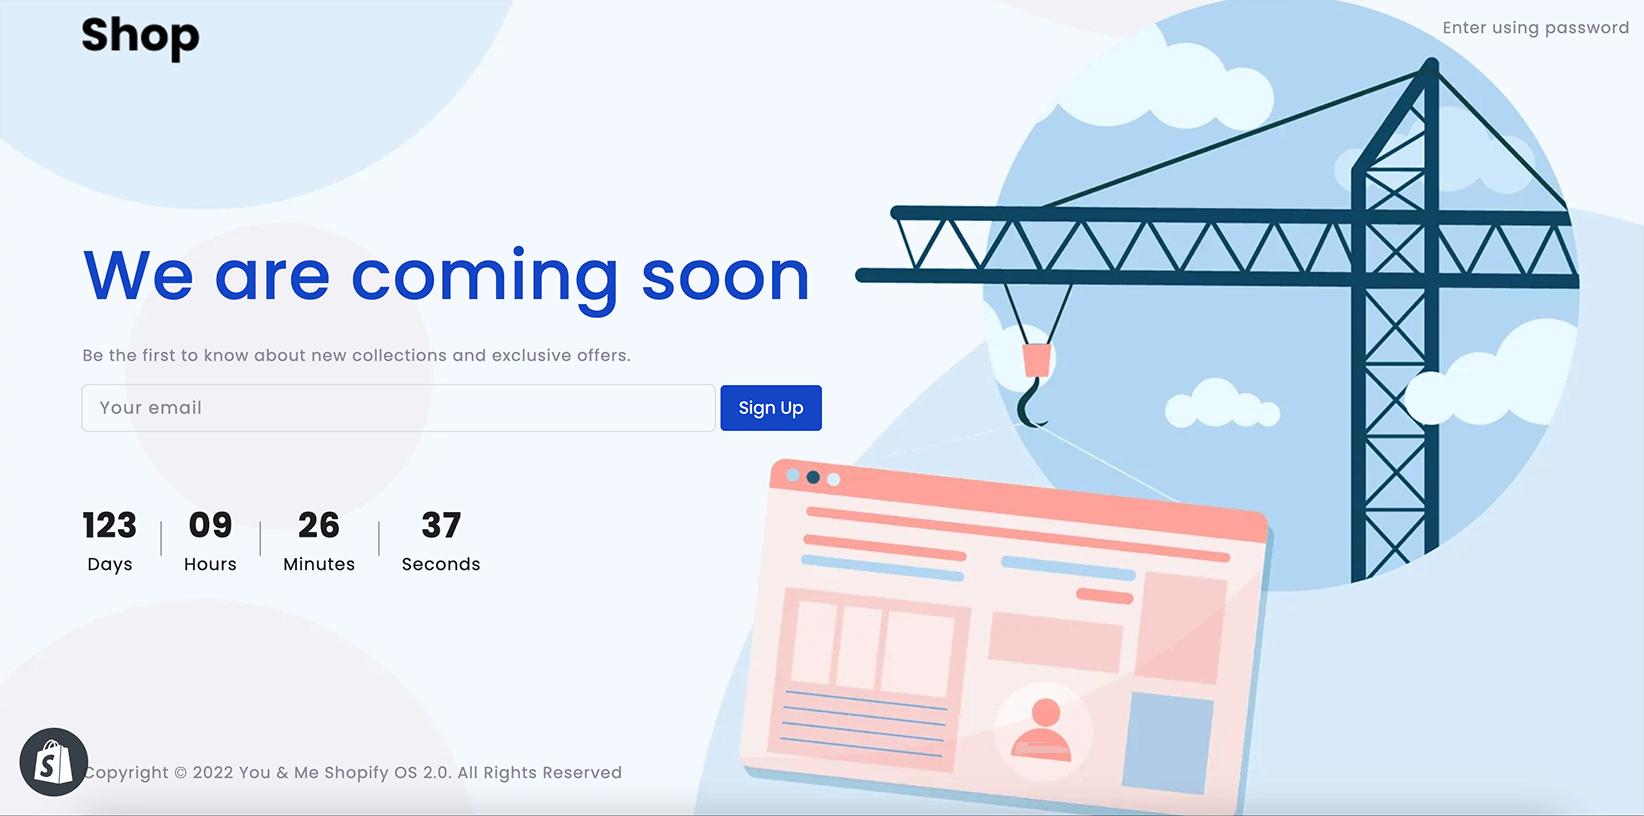 Shop
Enter using password
We are coming soon
Be the first to know about new collections and exclusive offers.
Your email
Sign Up
123
Days
09
Hours
26
Minutes
37
Seconds
S
Copyright © 2022 You & Me Shopify OS 2.0. All Rights Reserved